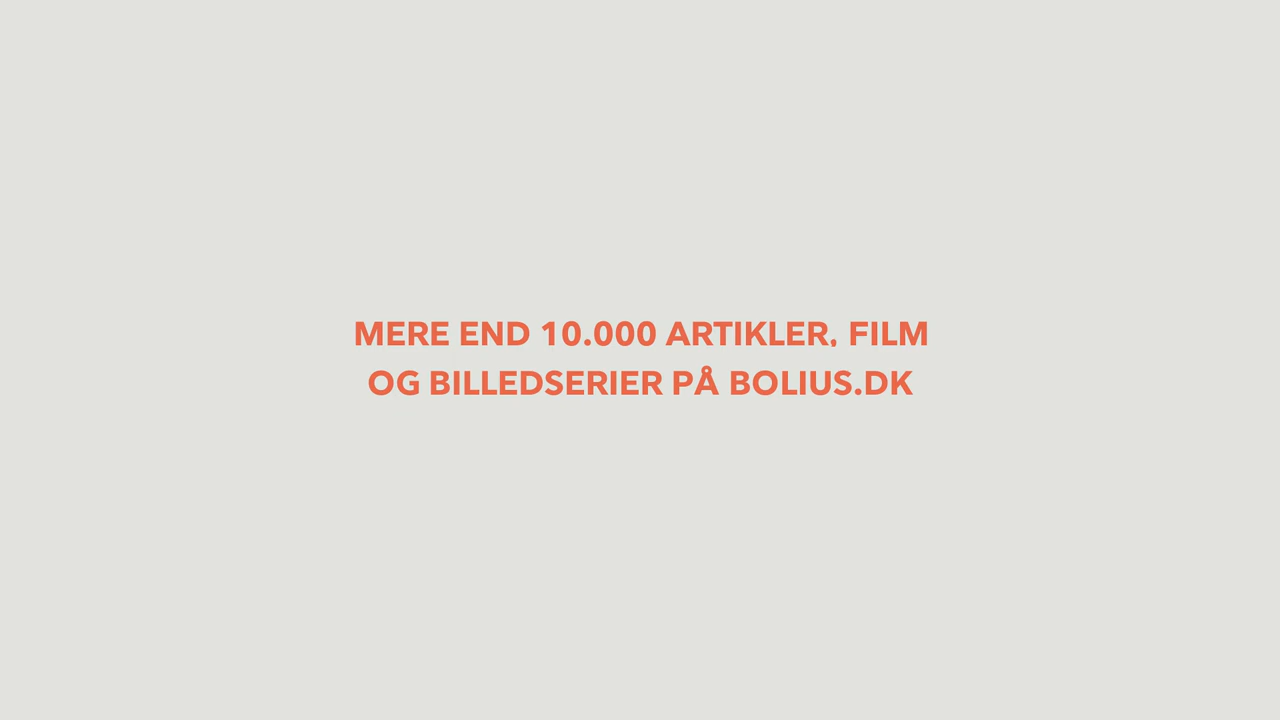 MERE END 10.000 ARTIKLER, FILM
OG BILLEDSERIER PÅ BOLIUS.DK